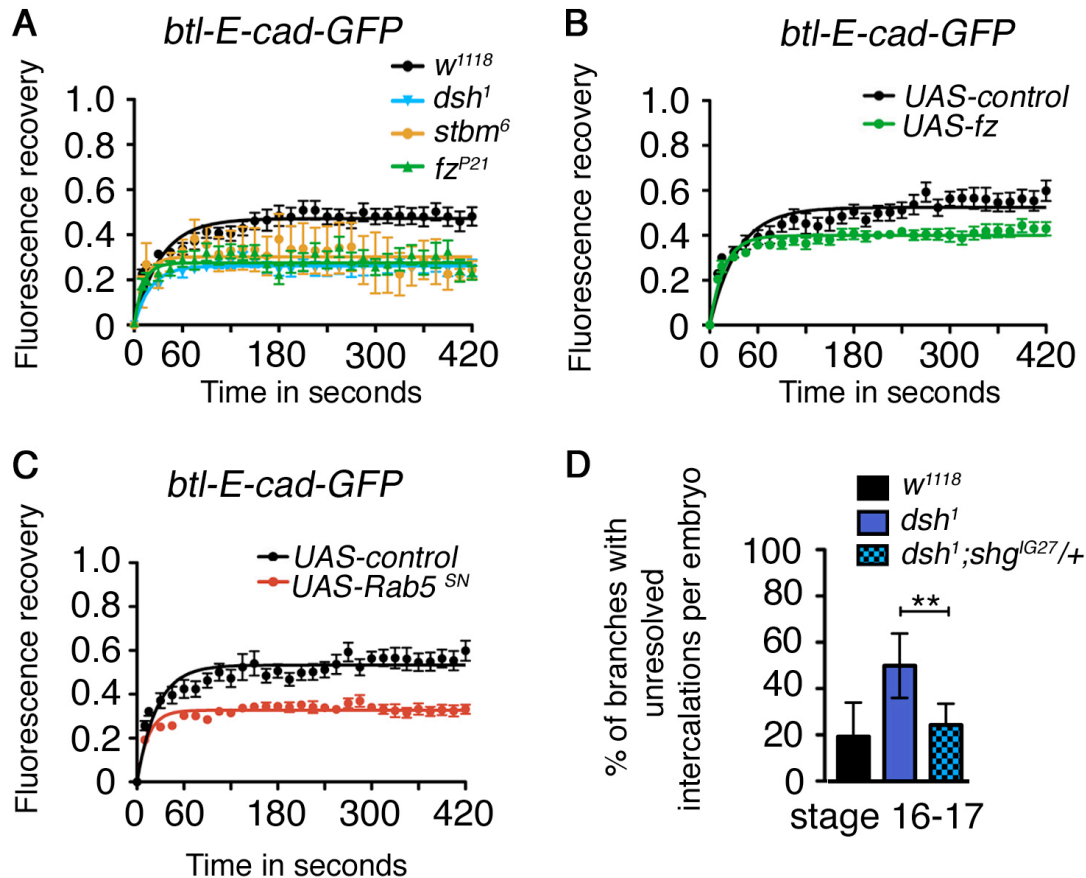 A
btl-E-cad-GFP
w1118
dsh1
stbm6
fzP21
Fluorescence recovery
1.0
0.8
0.6
0.4
0.2
0
0 60 180 300 420
Time in seconds
B
btl-E-cad-GFP
UAS-control
UAS-fz
Fluorescence recovery
1.0
0.8
0.6
0.4
0.2
0
0 60 180 300 420
Time in seconds
C
btl-E-cad-GFP
UAS-control
UAS-Rab5 SN
Fluorescence recovery
1.0
0.8
0.6
0.4
0.2
0
0 60 180 300 420
Time in seconds
D
w1118
dsh1
dsh1;shgIG27/+
% of branches with
unresolved
intercalations per embryo
100
80
60
40
20
0
**
stage 16-17